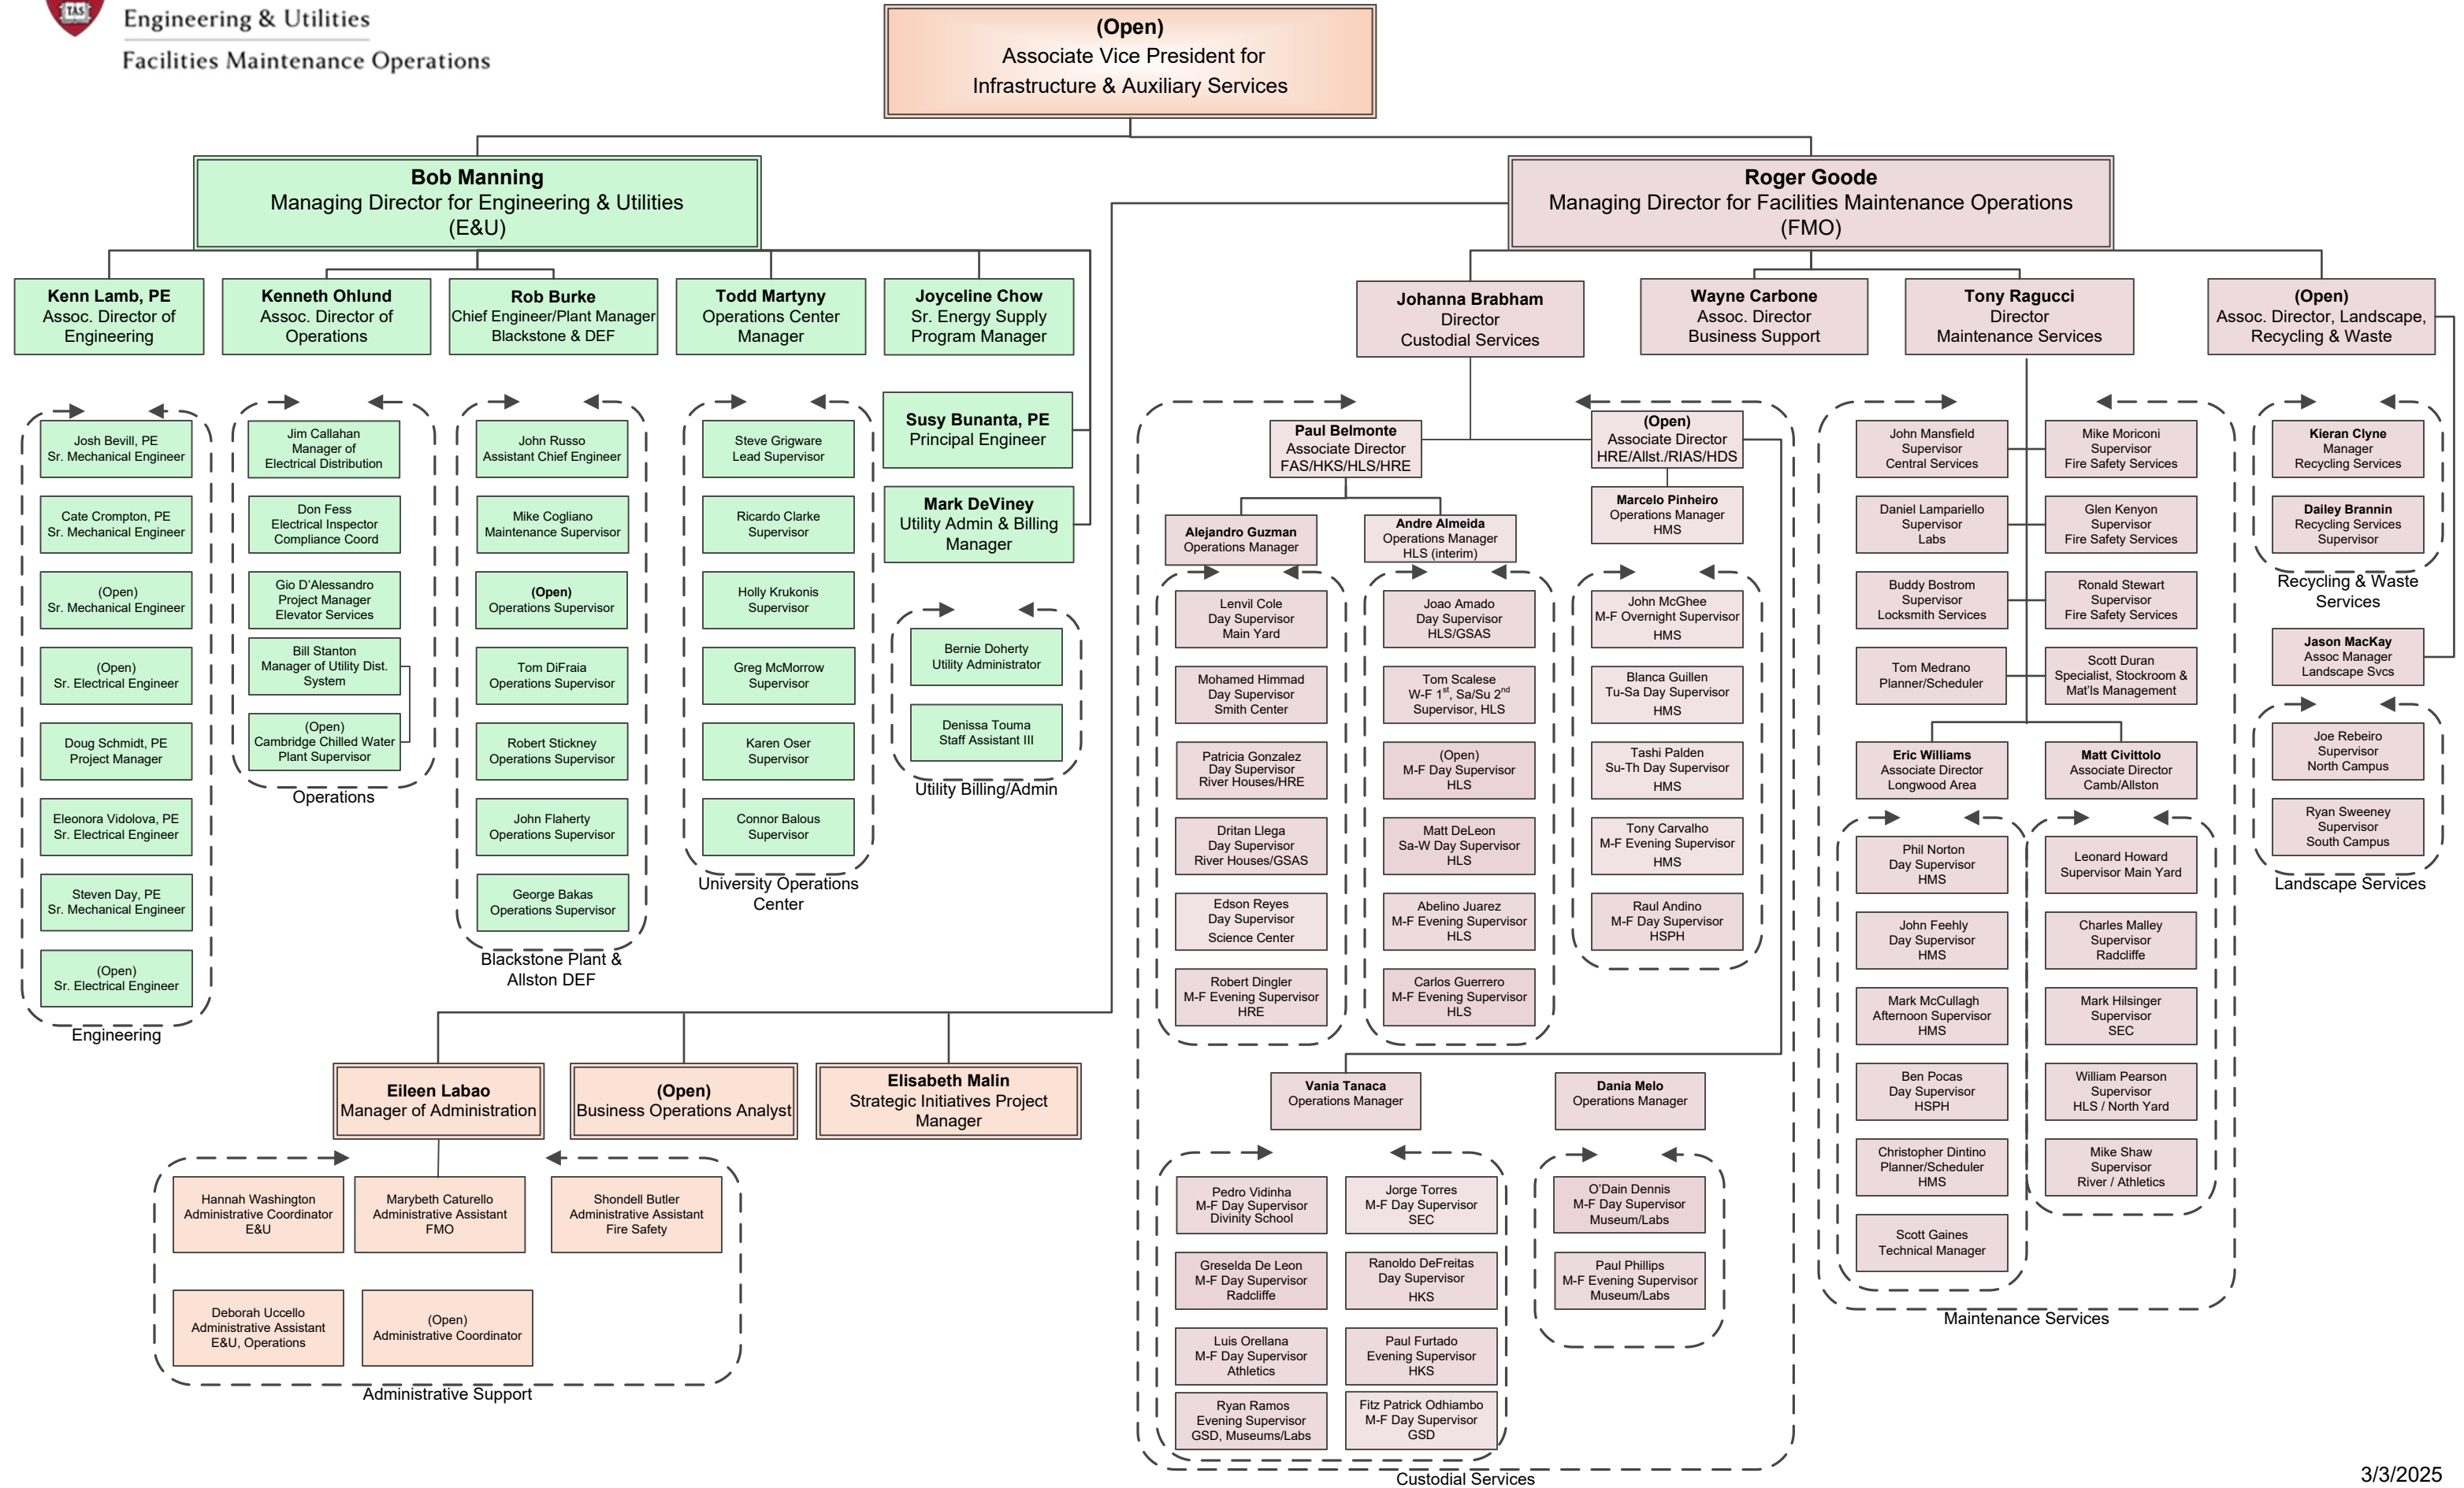 TAS
Engineering & Utilities
Facilities Maintenance Operations
(Open)
Associate Vice President for
Infrastructure & Auxiliary Services
Bob Manning
Managing Director for Engineering & Utilities
(E&U)
Roger Goode
Managing Director for Facilities Maintenance Operations
(FMO)
Kenn Lamb, PE
Assoc. Director of
Engineering
Kenneth Ohlund
Assoc. Director of
Operations
Rob Burke
Chief Engineer/Plant Manager
Blackstone & DEF
Todd Martyny
Operations Center
Manager
Joyceline Chow
Sr. Energy Supply
Program Manager
Susy Bunanta, PE
Principal Engineer
Mark DeViney
Utility Admin & Billing
Manager
Johanna Brabham
Director
Custodial Services
Wayne Carbone
Assoc. Director
Business Support
Tony Ragucci
Director
Maintenance Services
(Open)
Assoc. Director, Landscape,
Recycling & Waste
Josh Bevill, PE
Sr. Mechanical Engineer
Cate Crompton, PE
Sr. Mechanical Engineer
(Open)
Sr. Mechanical Engineer
(Open)
Sr. Electrical Engineer
Doug Schmidt, PE
Project Manager
Eleonora Vidolova, PE
Sr. Electrical Engineer
Steven Day, PE
Sr. Mechanical Engineer
(Open)
Sr. Electrical Engineer
Engineering
Jim Callahan
Manager of
Electrical Distribution
Don Fess
Electrical Inspector
Compliance Coord
Gio D'Alessandro
Project Manager
Elevator Services
Bill Stanton
Manager of Utility Dist.
System
(Open)
Cambridge Chilled Water
Plant Supervisor
Operations
John Russo
Assistant Chief Engineer
Mike Cogliano
Maintenance Supervisor
(Open)
Operations Supervisor
Tom DiFraia
Operations Supervisor
Robert Stickney
Operations Supervisor
John Flaherty
Operations Supervisor
George Bakas
Operations Supervisor
Blackstone Plant &
Allston DEF
Steve Grigware
Lead Supervisor
Ricardo Clarke
Supervisor
Holly Krukonis
Supervisor
Greg McMorrow
Supervisor
Karen Oser
Supervisor
Connor Balous
Supervisor
University Operations
Center
Bernie Doherty
Utility Administrator
Denissa Touma
Staff Assistant III
Utility Billing/Admin
Eileen Labao
Manager of Administration
(Open)
Business Operations Analyst
Elisabeth Malin
Strategic Initiatives Project
Manager
Hannah Washington
Administrative Coordinator
E&U
Marybeth Caturello
Administrative Assistant
FMO
Shondell Butler
Administrative Assistant
Fire Safety
Deborah Uccello
Administrative Assistant
E&U, Operations
(Open)
Administrative Coordinator
Administrative Support
Paul Belmonte
Associate Director
FAS/HKS/HLS/HRE
(Open)
Associate Director
HRE/Allst./RIAS/HDS
Marcelo Pinheiro
Operations Manager
HMS
Alejandro Guzman
Operations Manager
Andre Almeida
Operations Manager
HLS (interim)
Lenvil Cole
Day Supervisor
Main Yard
Mohamed Himmad
Day Supervisor
Smith Center
Patricia Gonzalez
Day Supervisor
River Houses/HRE
Dritan Llega
Day Supervisor
River Houses/GSAS
Edson Reyes
Day Supervisor
Science Center
Robert Dingler
M-F Evening Supervisor
HRE
Joao Amado
Day Supervisor
HLS/GSAS
Tom Scalese
W-F 1st, Sa/Su 2nd
Supervisor, HLS
(Open)
M-F Day Supervisor
HLS
Matt DeLeon
Sa-W Day Supervisor
HLS
Abelino Juarez
M-F Evening Supervisor
HLS
Carlos Guerrero
M-F Evening Supervisor
HLS
John McGhee
M-F Overnight Supervisor
HMS
Blanca Guillen
Tu-Sa Day Supervisor
HMS
Tashi Palden
Su-Th Day Supervisor
HMS
Tony Carvalho
M-F Evening Supervisor
HMS
Raul Andino
M-F Day Supervisor
HSPH
Vania Tanaca
Operations Manager
Dania Melo
Operations Manager
Pedro Vidinha
M-F Day Supervisor
Divinity School
Greselda De Leon
M-F Day Supervisor
Radcliffe
Luis Orellana
M-F Day Supervisor
Athletics
Ryan Ramos
Evening Supervisor
GSD, Museums/Labs
Jorge Torres
M-F Day Supervisor
SEC
Ranoldo DeFreitas
Day Supervisor
HKS
Paul Furtado
Evening Supervisor
HKS
Fitz Patrick Odhiambo
M-F Day Supervisor
GSD
O'Dain Dennis
M-F Day Supervisor
Museum/Labs
Paul Phillips
M-F Evening Supervisor
Museum/Labs
Custodial Services
John Mansfield
Supervisor
Central Services
Daniel Lampariello
Supervisor
Labs
Buddy Bostrom
Supervisor
Locksmith Services
Tom Medrano
Planner/Scheduler
Mike Moriconi
Supervisor
Fire Safety Services
Glen Kenyon
Supervisor
Fire Safety Services
Ronald Stewart
Supervisor
Fire Safety Services
Scott Duran
Specialist, Stockroom &
Mat'ls Management
Eric Williams
Associate Director
Longwood Area
Matt Civittolo
Associate Director
Camb/Allston
Phil Norton
Day Supervisor
HMS
John Feehly
Day Supervisor
HMS
Mark McCullagh
Afternoon Supervisor
HMS
Ben Pocas
Day Supervisor
HSPH
Christopher Dintino
Planner/Scheduler
HMS
Scott Gaines
Technical Manager
Leonard Howard
Supervisor Main Yard
Charles Malley
Supervisor
Radcliffe
Mark Hilsinger
Supervisor
SEC
William Pearson
Supervisor
HLS / North Yard
Mike Shaw
Supervisor
River / Athletics
Maintenance Services
Kieran Clyne
Manager
Recycling Services
Dailey Brannin
Recycling Services
Supervisor
Recycling & Waste
Services
Jason MacKay
Assoc Manager
Landscape Svcs
Joe Rebeiro
Supervisor
North Campus
Ryan Sweeney
Supervisor
South Campus
Landscape Services
3/3/2025